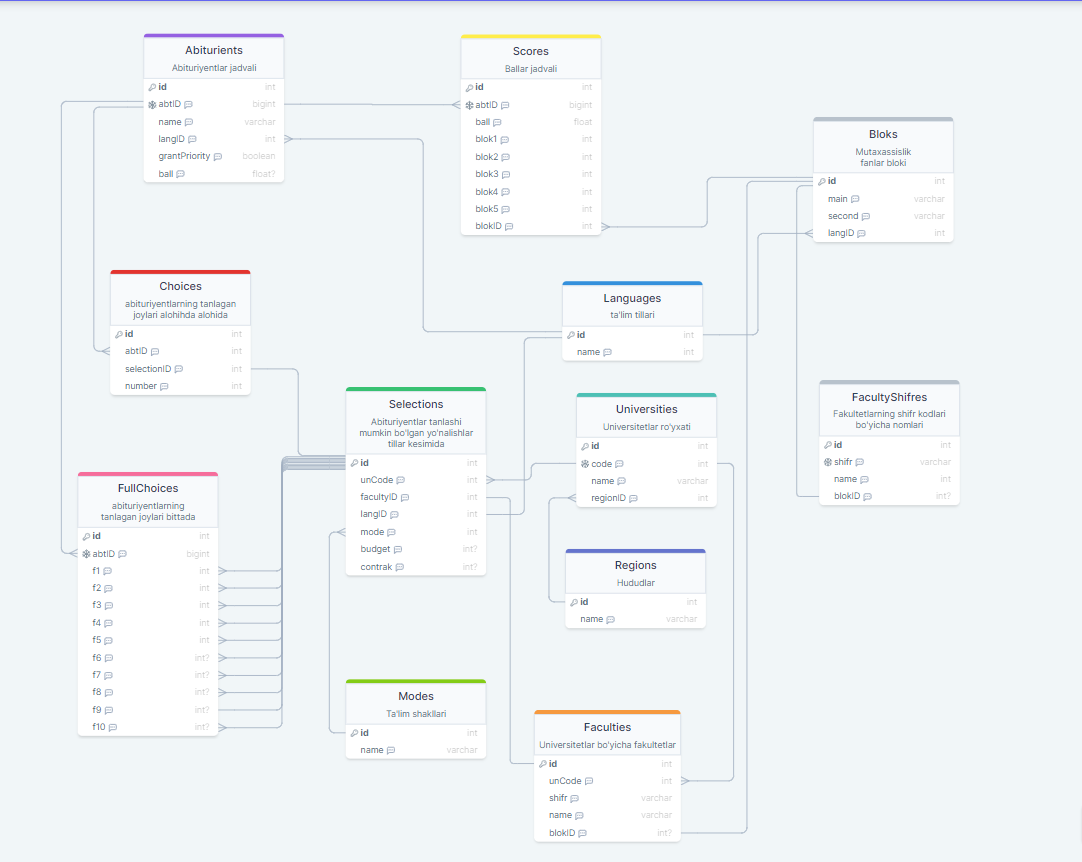 Abiturients
Abituriyentlar jadvali
id int
abtID bigint
name varchar
langID int
grantPriority boolean
ball float?
Scores
Ballar jadvali
id int
abtID bigint
ball float
blok1 int
blok2 int
blok3 int
blok4 int
blok5 int
blokID int
Bloks
Mutaxassislik
fanlar bloki
id int
main varchar
second varchar
langID int
Choices
abituriyentlarning tanlagan
joylari alohihda alohida
id int
abtID int
selectionID int
number int
Languages
ta'lim tillari
id int
name int
Selections
Abituriyentlar tanlashi
mumkin bo'lgan yo'nalishlar
tillar kesimida
id int
unCode int
facultyID int
langID int
mode int
budget int?
contrak int?
Universities
Universitetlar ro'yxati
id int
code int
name varchar
regionID int
FacultyShifres
Fakultetlarning shifr kodlari
bo'yicha nomlari
id int
shifr varchar
name int
blokID int?
FullChoices
abituriyentlarning
tanlagan joylari bittada
id int
abtID bigint
f1 int
f2 int
f3 int
f4 int
f5 int
f6 int?
f7 int?
f8 int?
f9 int?
f10 int?
Regions
Hududlar
id int
name varchar
Modes
Ta'lim shakllari
id int
name varchar
Faculties
Universitetlar bo'yicha fakultetlar
id int
unCode int
shifr varchar
name varchar
blokID int?